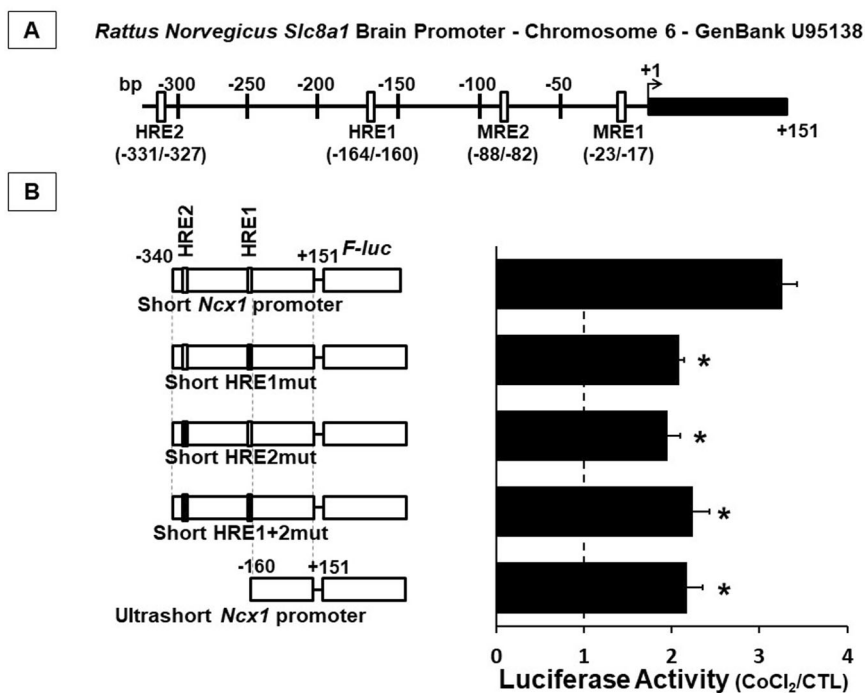 A
Rattus Norvegicus Slc8a1 Brain Promoter - Chromosome 6 - GenBank U95138
bp -300 -250 -200 -150 -100 -50 +1
HRE2 HRE1 MRE2 MRE1 +151
(-331/-327) (-164/-160) (-88/-82) (-23/-17)
B
HRE2 HRE1
-340 +151 F-luc
Short Ncx1 promoter
Short HRE1mut
*
Short HRE2mut
*
Short HRE1+2mut
*
-160 +151
Ultrashort Ncx1 promoter
*
0 1 2 3 4
Luciferase Activity (CoCl₂/CTL)